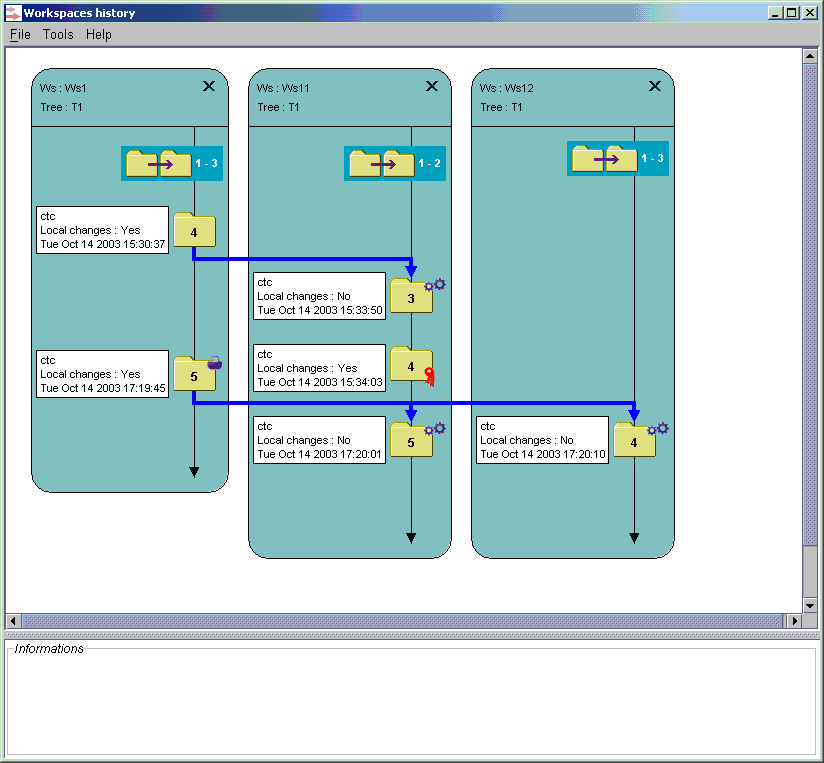 Workspaces history
File Tools Help
Ws : Ws1
Tree : T1
1 - 3
ctc
Local changes : Yes
Tue Oct 14 2003 15:30:37
4
ctc
Local changes : Yes
Tue Oct 14 2003 17:19:45
5
Ws : Ws11
Tree : T1
1 - 2
ctc
Local changes : No
Tue Oct 14 2003 15:33:50
3
ctc
Local changes : Yes
Tue Oct 14 2003 15:34:03
4
ctc
Local changes : No
Tue Oct 14 2003 17:20:01
5
Ws : Ws12
Tree : T1
1 - 3
ctc
Local changes : No
Tue Oct 14 2003 17:20:10
4
Informations